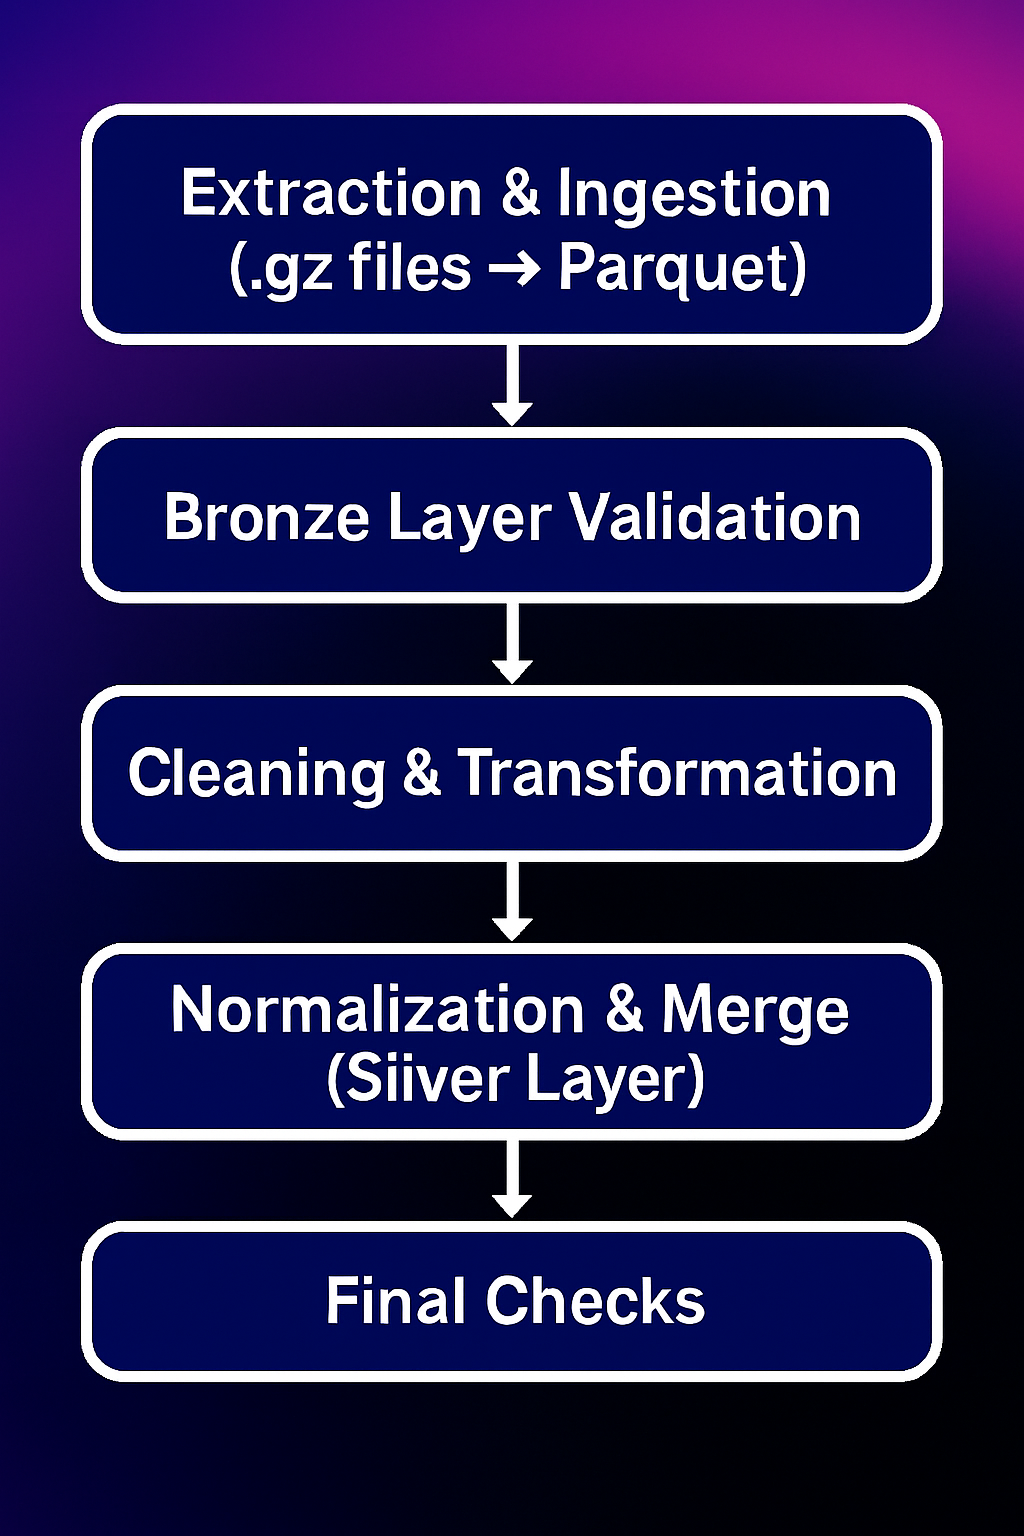 Extraction & Ingestion
(.gz files → Parquet)
Bronze Layer Validation
Cleaning & Transformation
Normalization & Merge
(Siiver Layer)
Final Checks